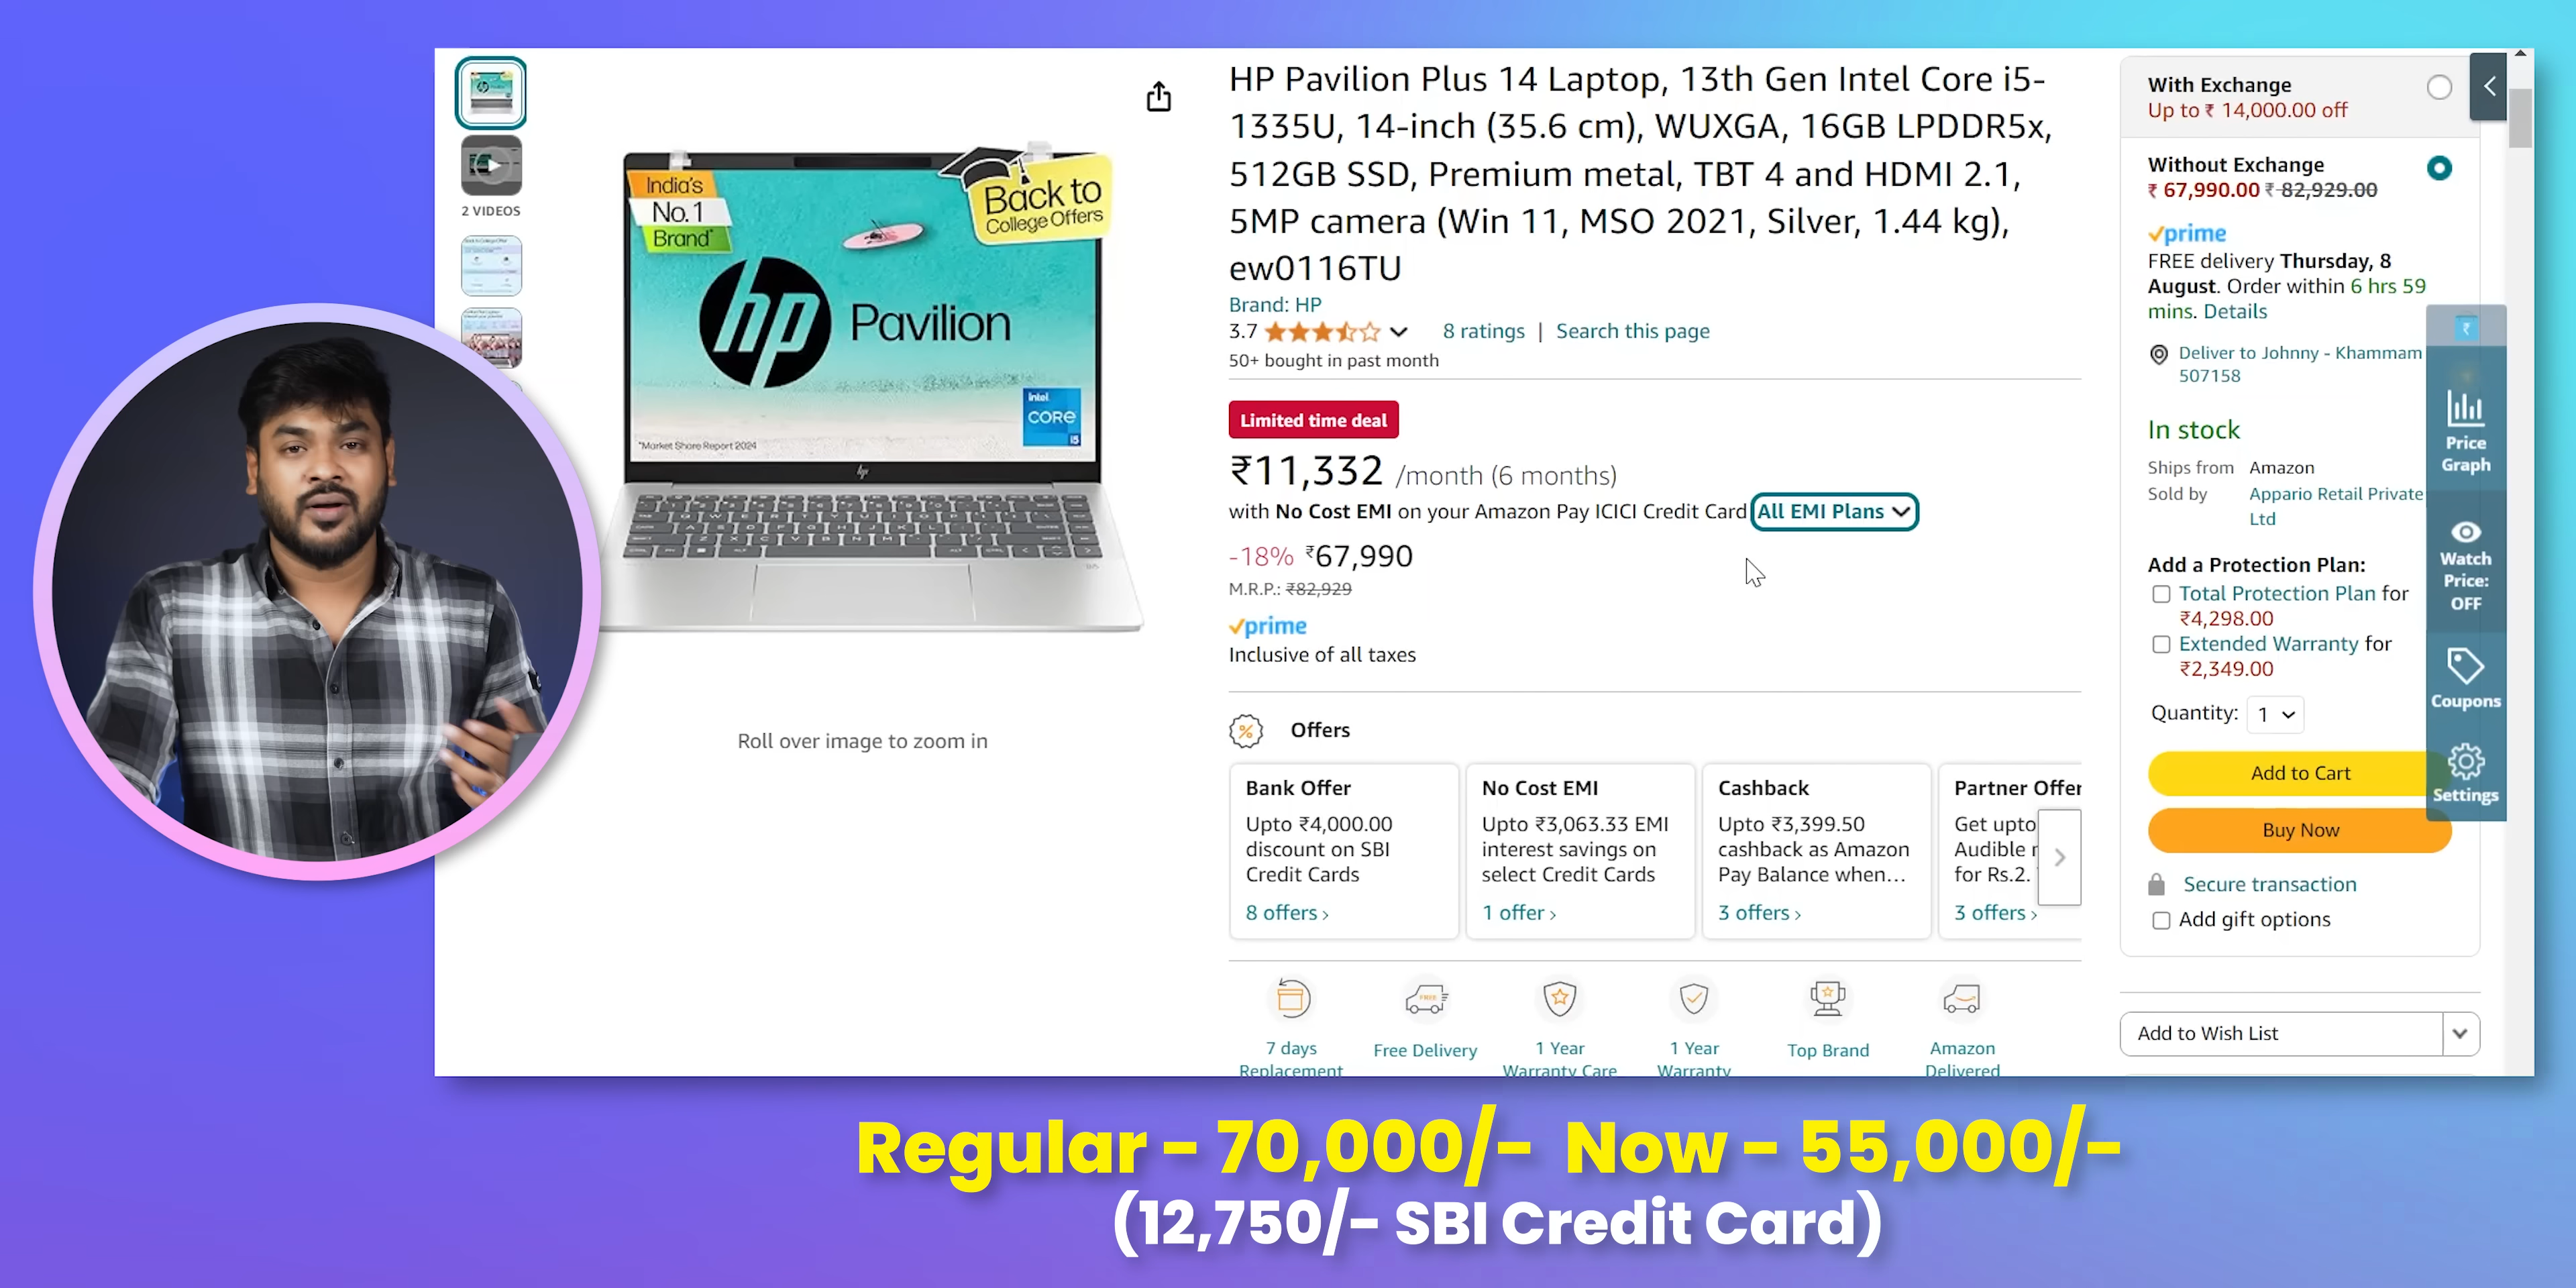 2 VIDEOS
India's
No. 1
Brand*
Back to
College Offers
hp
Pavilion
intel
CORE
i5
*Market Share Report 2024
hp
Roll over image to zoom in
HP Pavilion Plus 14 Laptop, 13th Gen Intel Core i5-
1335U, 14-inch (35.6 cm), WUXGA, 16GB LPDDR5x,
512GB SSD, Premium metal, TBT 4 and HDMI 2.1,
5MP camera (Win 11, MSO 2021, Silver, 1.44 kg),
ew0116TU
Brand: HP
3.7 8 ratings | Search this page
50+ bought in past month
Limited time deal
₹11,332 /month (6 months)
with No Cost EMI on your Amazon Pay ICICI Credit Card All EMI Plans
-18% ₹67,990
M.R.P.: ₹82,929
prime
Inclusive of all taxes
Offers
Bank Offer
Upto ₹4,000.00
discount on SBI
Credit Cards
8 offers ›
No Cost EMI
Upto ₹3,063.33 EMI
interest savings on
select Credit Cards
1 offer ›
Cashback
Upto ₹3,399.50
cashback as Amazon
Pay Balance when…
3 offers ›
Partner Offer
Get upto
Audible
for Rs.2.
3 offers ›
7 days
Replacement
Free Delivery
1 Year
Warranty Care
1 Year
Warranty
Top Brand
Amazon
Delivered
With Exchange
Up to ₹ 14,000.00 off
Without Exchange
₹ 67,990.00 ₹ 82,929.00
prime
FREE delivery Thursday, 8
August. Order within 6 hrs 59
mins. Details
Deliver to Johnny - Khammam
507158
In stock
Ships from Amazon
Sold by Appario Retail Private
Ltd
Add a Protection Plan:
Total Protection Plan for
₹4,298.00
Extended Warranty for
₹2,349.00
Quantity: 1
Add to Cart
Buy Now
Secure transaction
Add gift options
Add to Wish List
₹
Price
Graph
Watch
Price:
OFF
Coupons
Settings
Regular - 70,000/- Now - 55,000/-
(12,750/- SBI Credit Card)